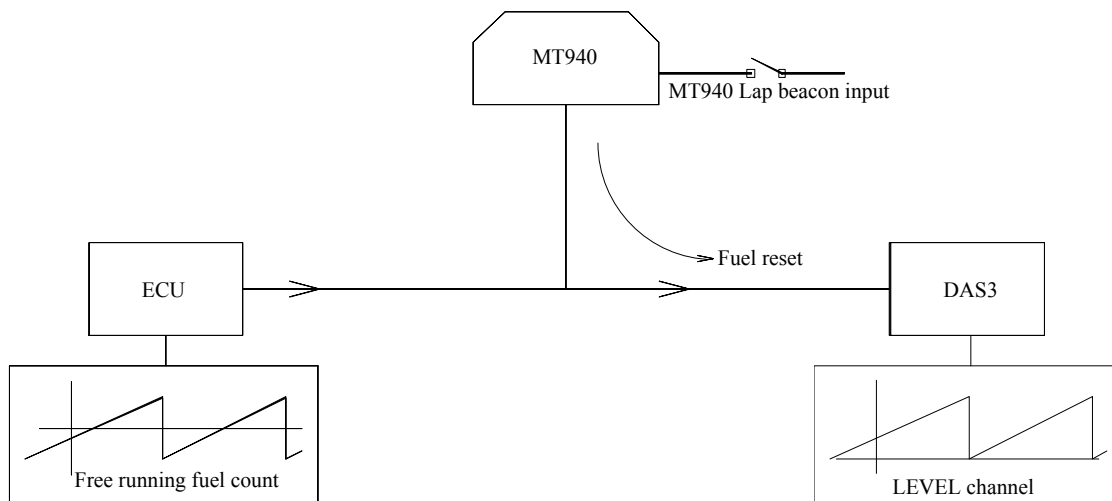 MT940
MT940 Lap beacon input
Fuel reset
ECU
DAS3
Free running fuel count
LEVEL channel